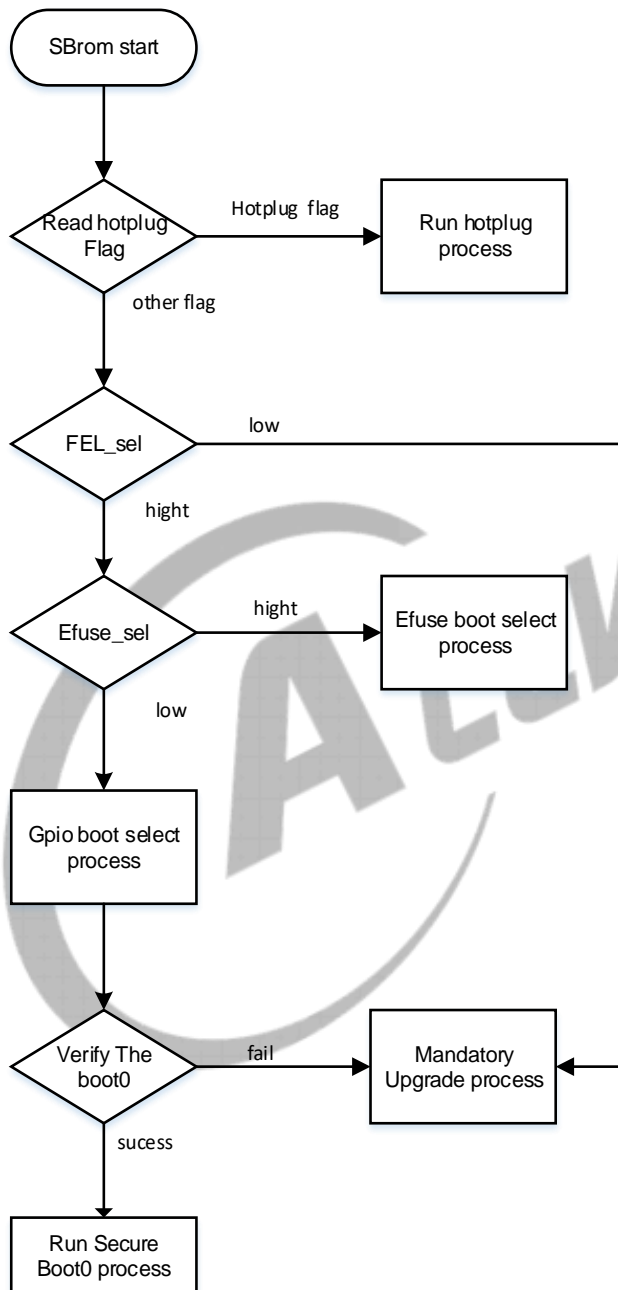 SBrom start
Read hotplug
Flag
Hotplug flag
Run hotplug
process
other flag
FEL_sel
low
hight
Efuse_sel
hight
Efuse boot select
process
low
Gpio boot select
process
Verify The
boot0
fail
Mandatory
Upgrade process
sucess
Run Secure
Boot0 process